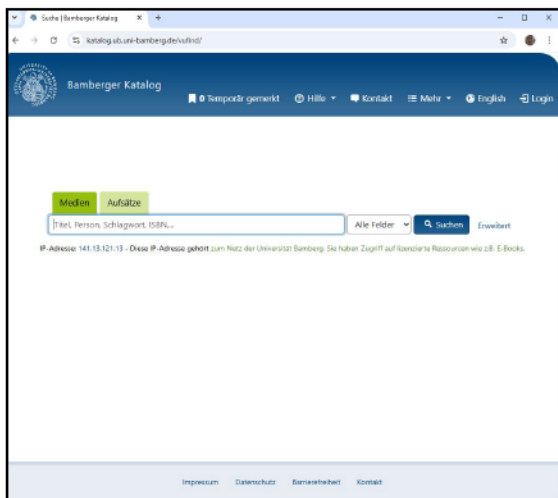 Suche | Bamberger Katalog
katalog.ub.uni-bamberg.de/vufind/
Bamberger Katalog
0 Temporär gemerkt Hilfe Kontakt Mehr English Login
Medien Aufsätze
Titel, Person, Schlagwort, ISBN,... Alle Felder Suchen Erweitert
IP-Adresse: 141.13.121.13 - Diese IP-Adresse gehört zum Netz der Universität Bamberg. Sie haben Zugriff auf lizenzierte Ressourcen wie z.B. E-Books.
Impressum Datenschutz Barrierefreiheit Kontakt